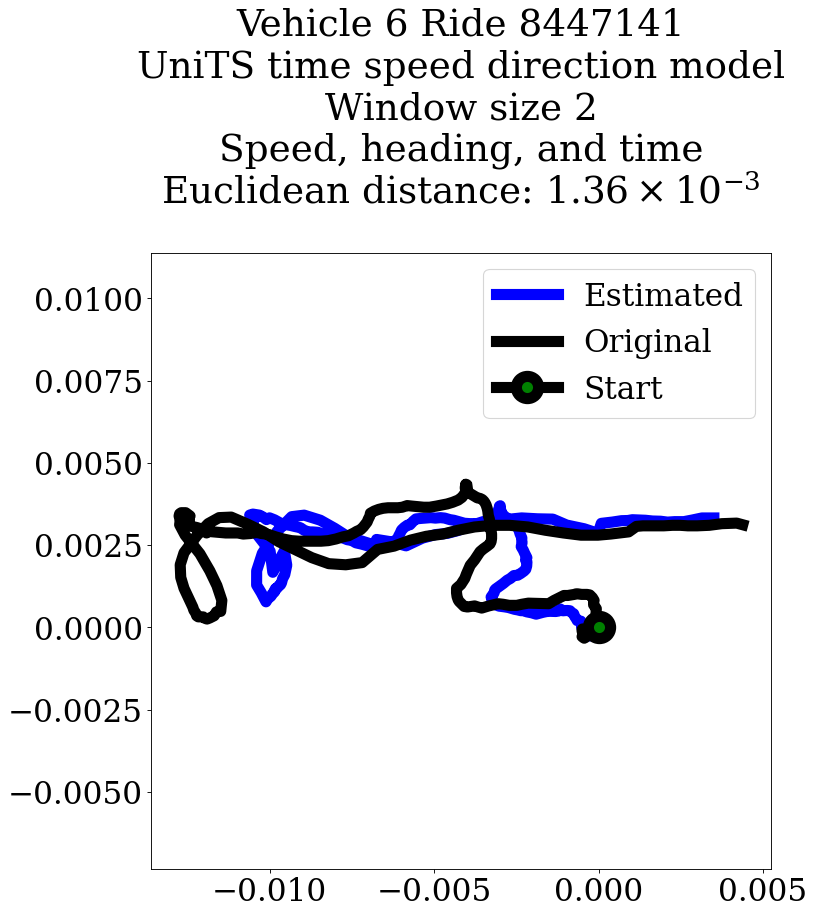 Vehicle 6 Ride 8447141
UniTS time speed direction model
Window size 2
Speed, heading, and time
Euclidean distance: 1.36 × 10⁻³
Estimated
Original
Start
0.0100
0.0075
0.0050
0.0025
0.0000
−0.0025
−0.0050
−0.010 −0.005 0.000 0.005